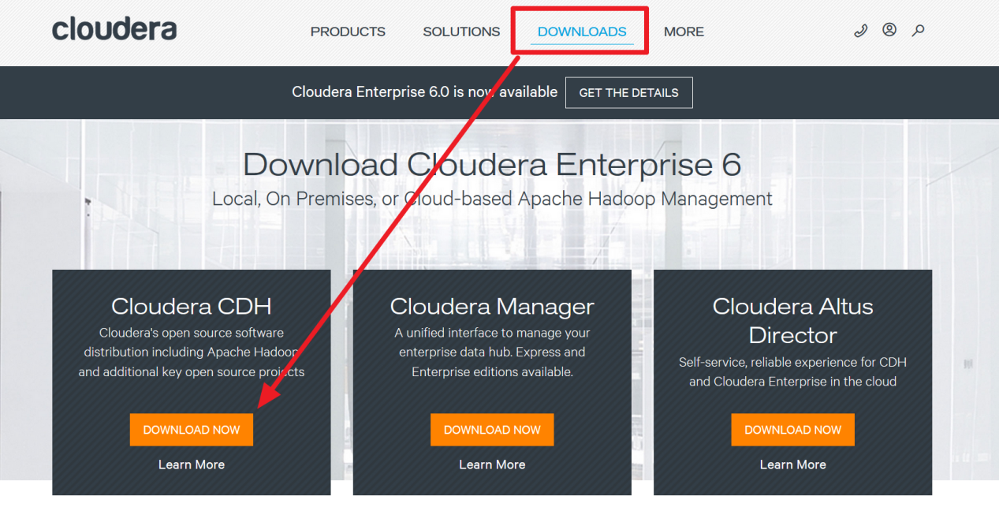 cloudera
PRODUCTS SOLUTIONS DOWNLOADS MORE
Cloudera Enterprise 6.0 is now available GET THE DETAILS
Download Cloudera Enterprise 6
Local, On Premises, or Cloud-based Apache Hadoop Management
Cloudera CDH
Cloudera's open source software
distribution including Apache Hadoop
and additional key open source projects
DOWNLOAD NOW
Learn More
Cloudera Manager
A unified interface to manage your
enterprise data hub. Express and
Enterprise editions available.
DOWNLOAD NOW
Learn More
Cloudera Altus
Director
Self-service, reliable experience for CDH
and Cloudera Enterprise in the cloud
DOWNLOAD NOW
Learn More